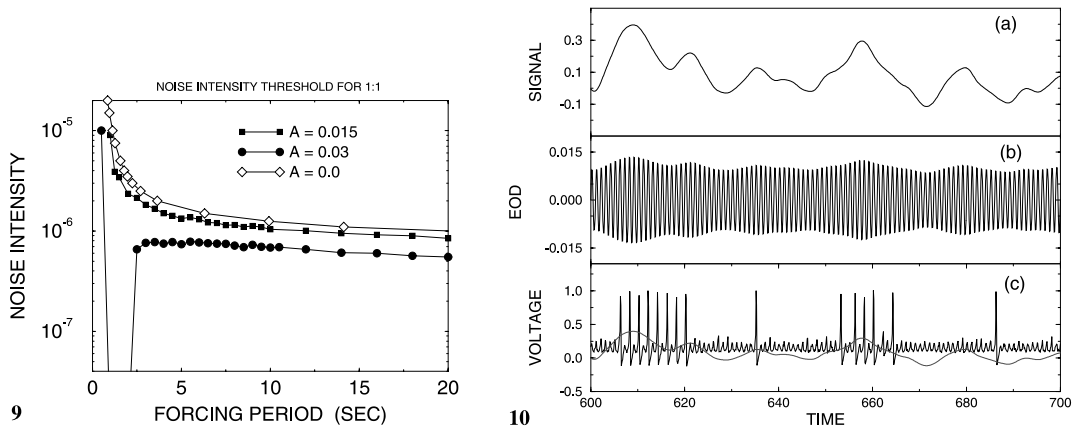 NOISE INTENSITY THRESHOLD FOR 1:1
NOISE INTENSITY
10^-5
10^-6
10^-7
A = 0.015
A = 0.03
A = 0.0
0 5 10 15 20
FORCING PERIOD (SEC)
9
(a)
SIGNAL
0.3
0.1
-0.1
(b)
EOD
0.015
0.000
-0.015
(c)
VOLTAGE
1.0
0.5
0.0
-0.5
600 620 640 660 680 700
TIME
10